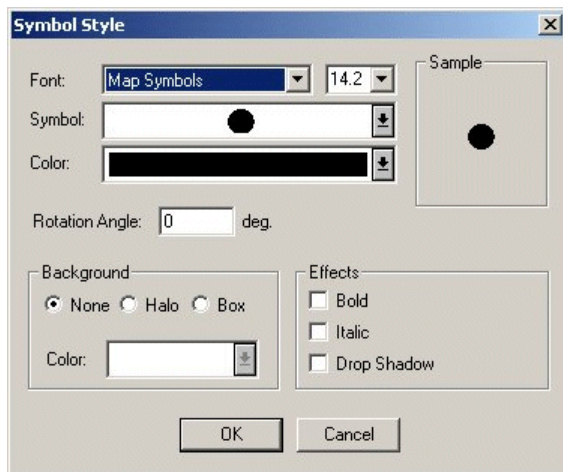 Symbol Style
Sample
Font: Map Symbols 14.2
Symbol:
Color:
Rotation Angle: 0 deg.
Background
None Halo Box
Color:
Effects
Bold
Italic
Drop Shadow
OK Cancel